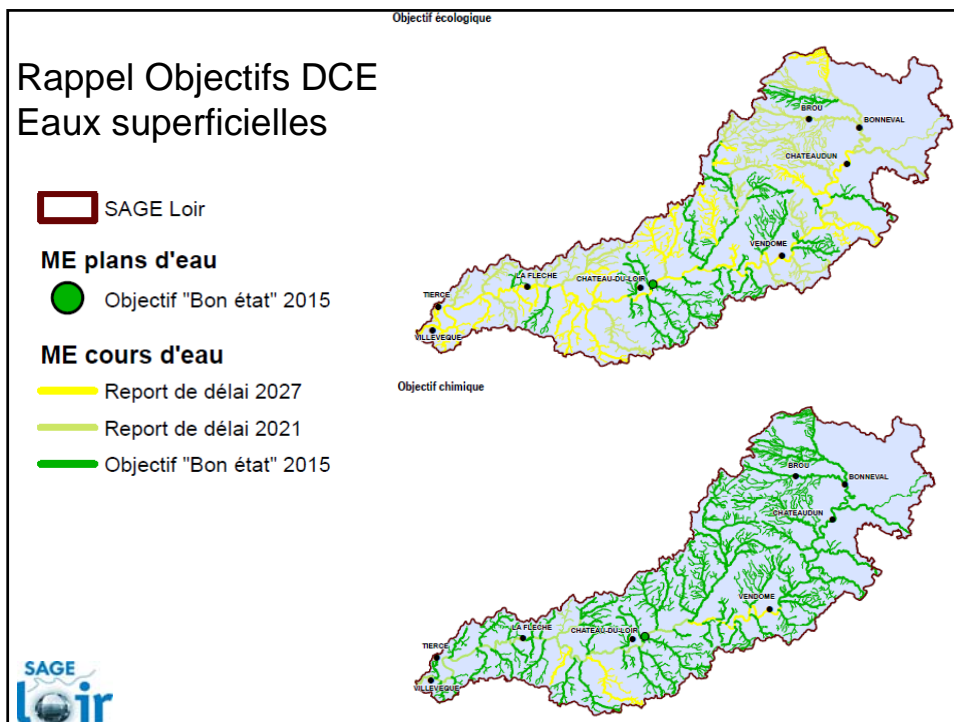 Objectif écologique
Rappel Objectifs DCE
Eaux superficielles
SAGE Loir
ME plans d'eau
Objectif "Bon état" 2015
ME cours d'eau
Report de délai 2027
Report de délai 2021
Objectif "Bon état" 2015
BROU
BONNEVAL
CHATEAUDUN
VENDOME
LA FLECHE
CHATEAU-DU-LOIR
TIERCE
VILLEVEQUE
Objectif chimique
BROU
BONNEVAL
CHATEAUDUN
VENDOME
LA FLECHE
CHATEAU-DU-LOIR
TIERCE
VILLEVEQUE
SAGE
loir